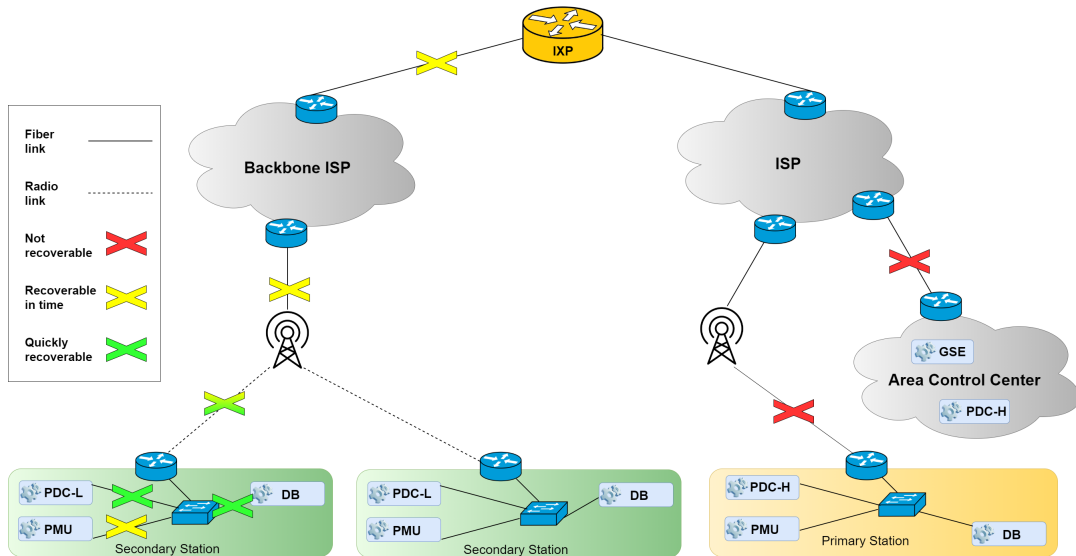 IXP
Fiber
link
Radio
link
Not
recoverable
Recoverable
in time
Quickly
recoverable
Backbone ISP
ISP
GSE
Area Control Center
PDC-H
PDC-L
DB
PMU
Secondary Station
PDC-L
DB
PMU
Secondary Station
PDC-H
PMU
DB
Primary Station